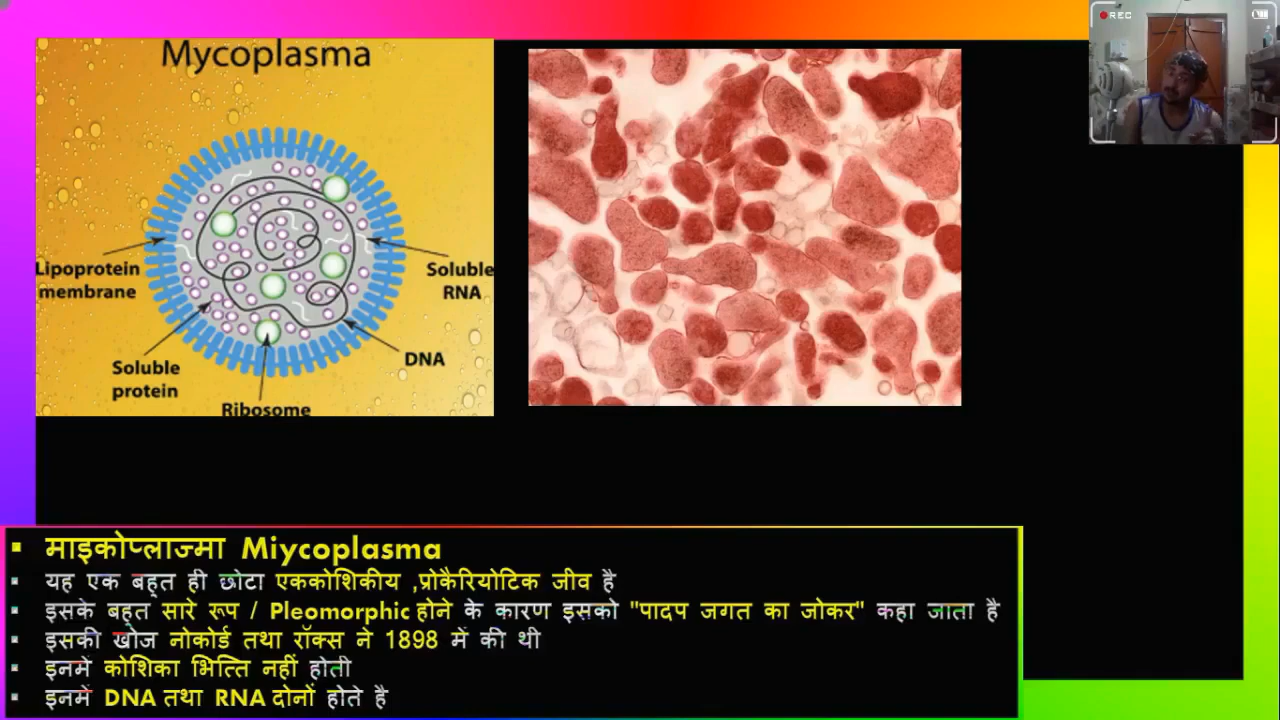 REC
Mycoplasma
Lipoprotein
membrane
Soluble
RNA
Soluble
protein
DNA
Ribosome
माइकोप्लाज्मा Miycoplasma
यह एक बहुत ही छोटा एककोशिकीय ,प्रोकैरियोटिक जीव है
इसके बहुत सारे रूप / Pleomorphic होने के कारण इसको "पादप जगत का जोकर" कहा जाता है
इसकी खोज नोकोर्ड तथा रॉक्स ने 1898 में की थी
इनमें कोशिका भित्ति नहीं होती
इनमें DNA तथा RNA दोनों होते है